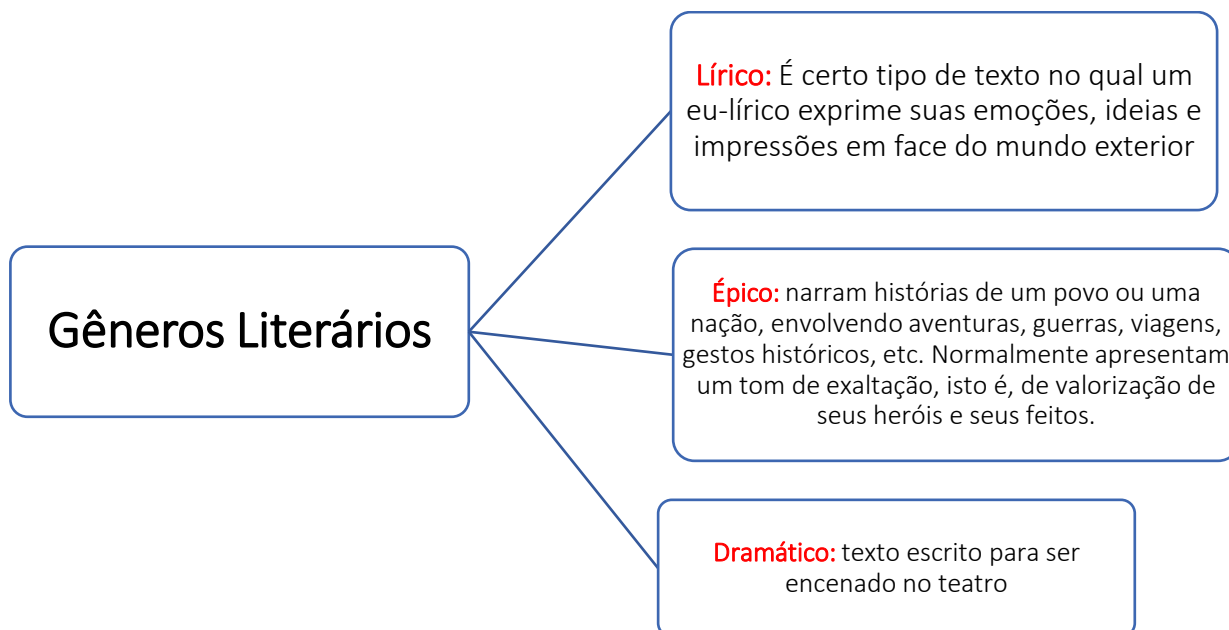 Gêneros Literários
Lírico: É certo tipo de texto no qual um
eu-lírico exprime suas emoções, ideias e
impressões em face do mundo exterior
Épico: narram histórias de um povo ou uma
nação, envolvendo aventuras, guerras, viagens,
gestos históricos, etc. Normalmente apresentam
um tom de exaltação, isto é, de valorização de
seus heróis e seus feitos.
Dramático: texto escrito para ser
encenado no teatro